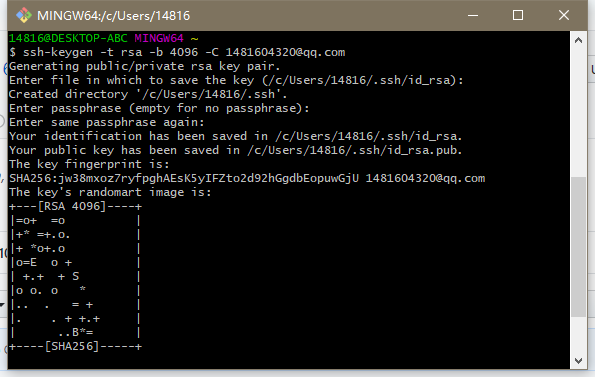 MINGW64:/c/Users/14816
14816@DESKTOP-ABC MINGW64 ~
$ ssh-keygen -t rsa -b 4096 -C 1481604320@qq.com
Generating public/private rsa key pair.
Enter file in which to save the key (/c/Users/14816/.ssh/id_rsa):
Created directory '/c/Users/14816/.ssh'.
Enter passphrase (empty for no passphrase):
Enter same passphrase again:
Your identification has been saved in /c/Users/14816/.ssh/id_rsa.
Your public key has been saved in /c/Users/14816/.ssh/id_rsa.pub.
The key fingerprint is:
SHA256:jw38mxoz7ryfpghAEsK5yIFZto2d92hGgdbEopuwGjU 1481604320@qq.com
The key's randomart image is:
+---[RSA 4096]----+
|=o+  =o          |
|+* =+.o.         |
|+ *o+.o          |
|o=E  o +         |
| +.+  + S        |
|o o. o   *       |
|..  .   = +      |
|.    . + +.+     |
|      ..B*=      |
+----[SHA256]-----+